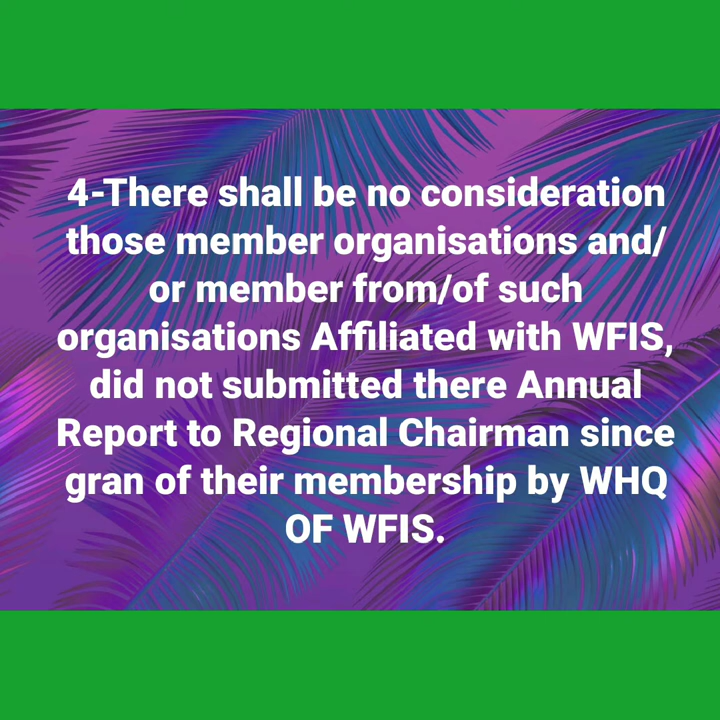 4-There shall be no consideration
those member organisations and/
or member from/of such
organisations Affiliated with WFIS,
did not submitted there Annual
Report to Regional Chairman since
gran of their membership by WHQ
OF WFIS.